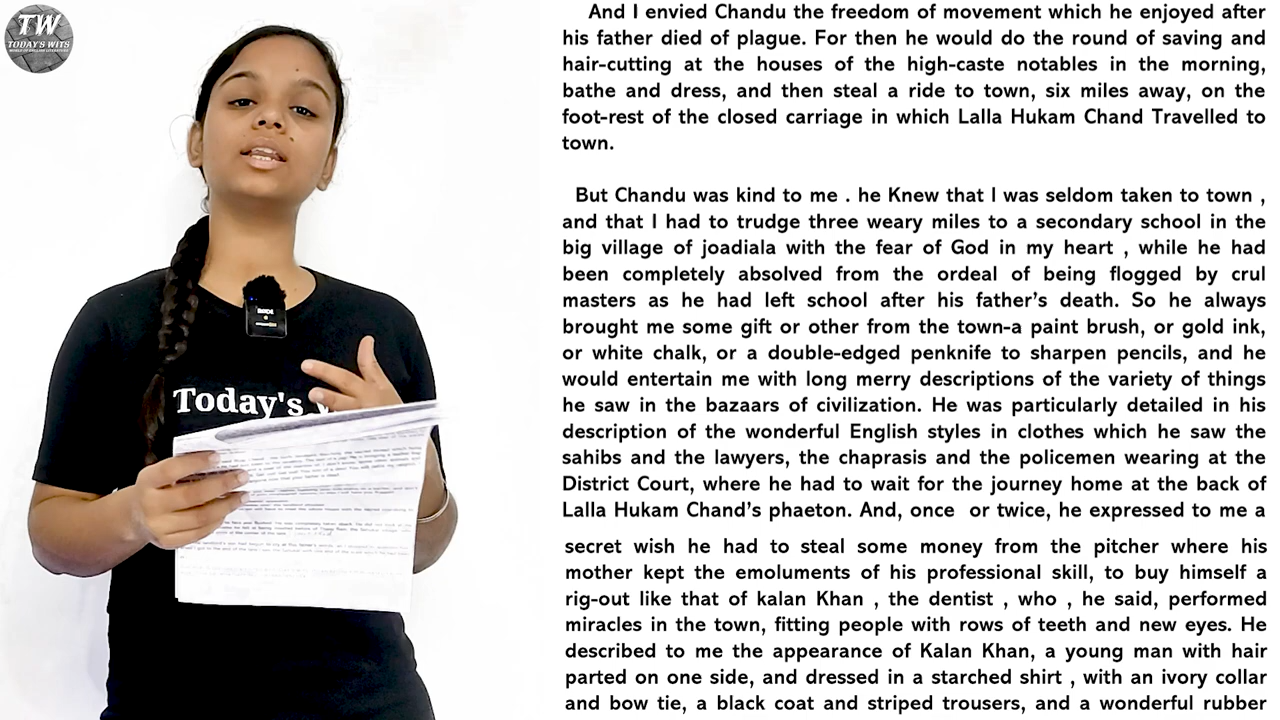 TW
TODAY'S WITS
WORLD OF ENGLISH LITERATURE
Today's
And I envied Chandu the freedom of movement which he enjoyed after
his father died of plague. For then he would do the round of saving and
hair-cutting at the houses of the high-caste notables in the morning,
bathe and dress, and then steal a ride to town, six miles away, on the
foot-rest of the closed carriage in which Lalla Hukam Chand Travelled to
town.
But Chandu was kind to me . he Knew that I was seldom taken to town ,
and that I had to trudge three weary miles to a secondary school in the
big village of joadiala with the fear of God in my heart , while he had
been completely absolved from the ordeal of being flogged by crul
masters as he had left school after his father's death. So he always
brought me some gift or other from the town-a paint brush, or gold ink,
or white chalk, or a double-edged penknife to sharpen pencils, and he
would entertain me with long merry descriptions of the variety of things
he saw in the bazaars of civilization. He was particularly detailed in his
description of the wonderful English styles in clothes which he saw the
sahibs and the lawyers, the chaprasis and the policemen wearing at the
District Court, where he had to wait for the journey home at the back of
Lalla Hukam Chand's phaeton. And, once or twice, he expressed to me a
secret wish he had to steal some money from the pitcher where his
mother kept the emoluments of his professional skill, to buy himself a
rig-out like that of kalan Khan , the dentist , who , he said, performed
miracles in the town, fitting people with rows of teeth and new eyes. He
described to me the appearance of Kalan Khan, a young man with hair
parted on one side, and dressed in a starched shirt , with an ivory collar
and bow tie, a black coat and striped trousers, and a wonderful rubber